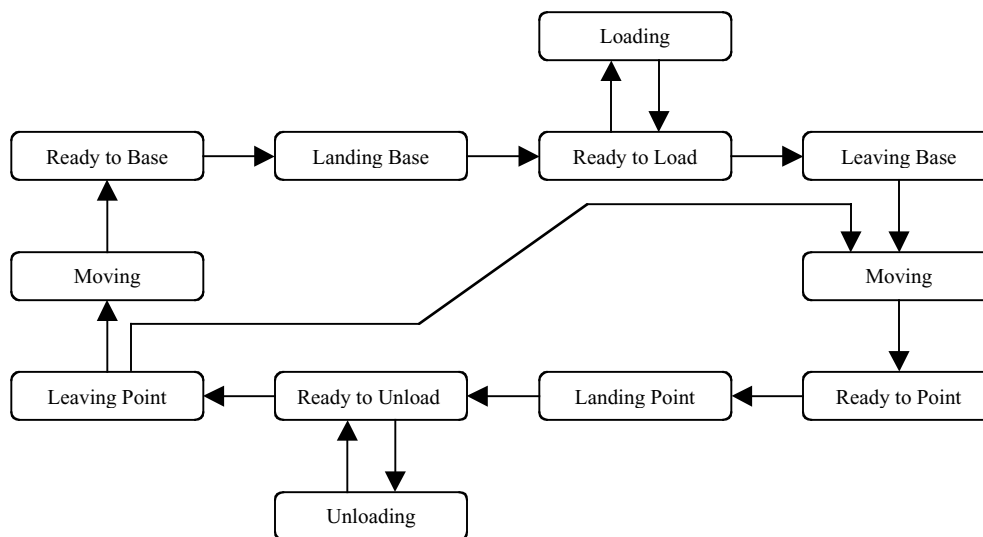 Loading
Ready to Base
Landing Base
Ready to Load
Leaving Base
Moving
Moving
Leaving Point
Ready to Unload
Landing Point
Ready to Point
Unloading